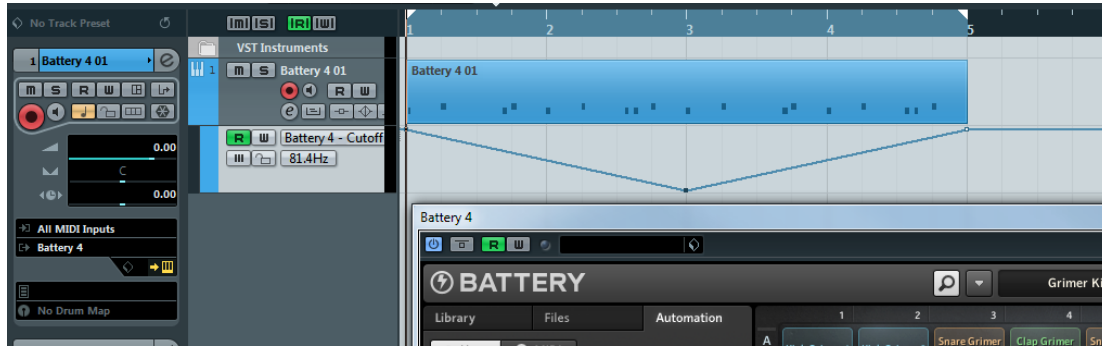 No Track Preset
m S R W
1 2 3 4 5
1 Battery 4 01 e
VST Instruments
m S R W
1 m S Battery 4 01
Battery 4 01
R W
e
0.00
R W Battery 4 - Cutoff
81.4Hz
C
0.00
All MIDI Inputs
Battery 4
Battery 4
R W
BATTERY
Grimer Ki
No Drum Map
Library Files Automation
1 2 3 4
A Snare Grimer Clap Grimer Sn